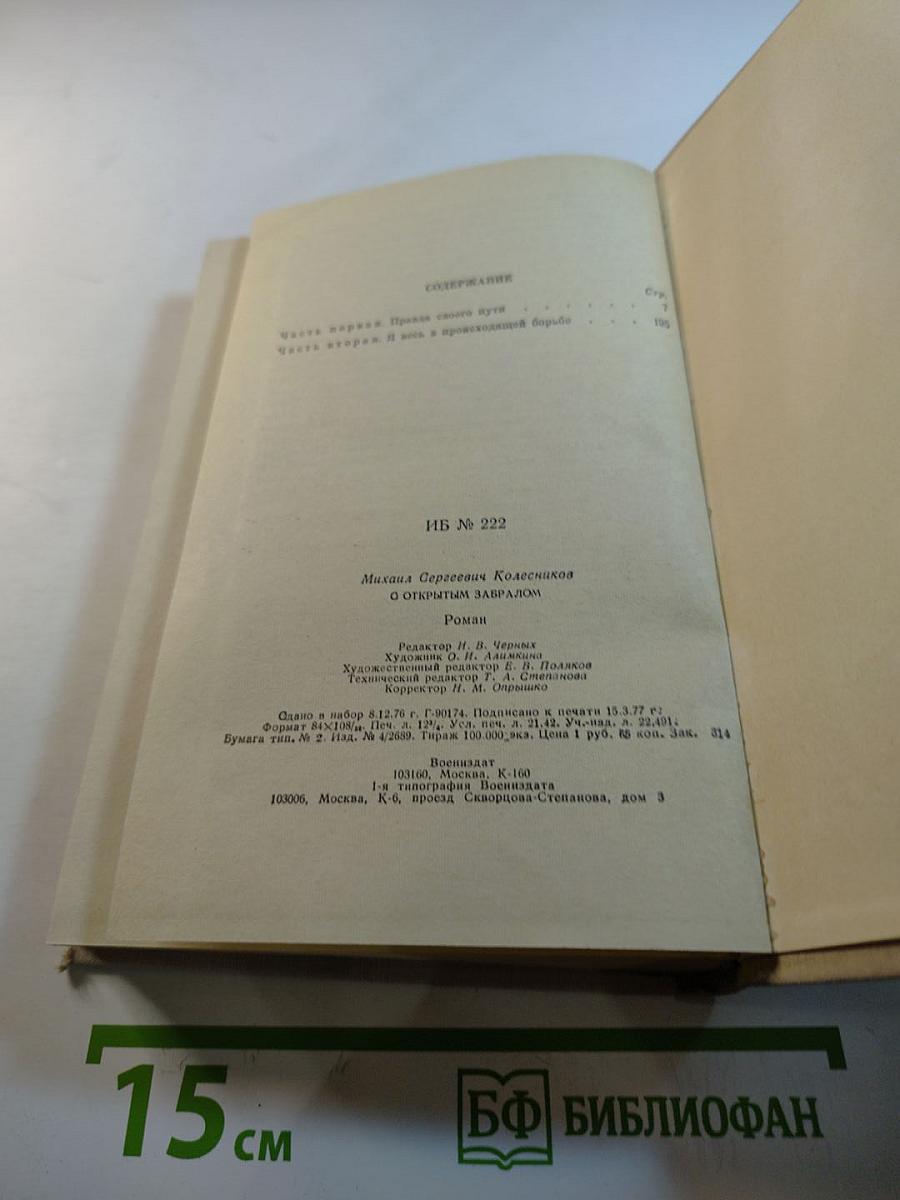 СОДЕРЖАНИЕ
Стр.
Часть первая. Правда своего пути . . . . . . 7
Часть вторая. Я весь в происходящей борьбе . . . 195
ИБ № 222
Михаил Сергеевич Колесников
С ОТКРЫТЫМ ЗАБРАЛОМ
Роман
Редактор И. В. Черных
Художник О. И. Алимкина
Художественный редактор Е. В. Поляков
Технический редактор Т. А. Степанова
Корректор Н. М. Опрышко
Сдано в набор 8.12.76 г. Г-90174. Подписано к печати 15.3.77 г.
Формат 84×108/₃₂. Печ. л. 12³/₄. Усл. печ. л. 21,42. Уч.-изд. л. 22,491.
Бумага тип. № 2. Изд. № 4/2689. Тираж 100.000 экз. Цена 1 руб. коп. Зак. 314
Воениздат
103160, Москва, К-160
1-я типография Воениздата
103006, Москва, К-6, проезд Скворцова-Степанова, дом 3
15 см
БФ БИБЛИОФАН